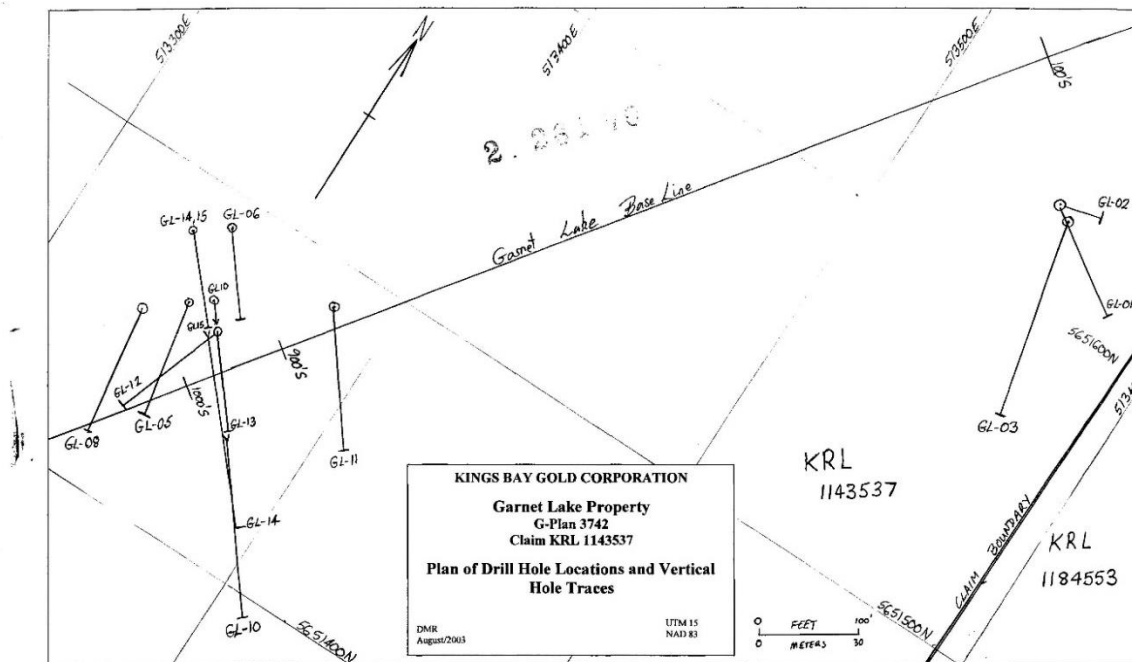 513300E
513400E
513500E
N
100'S
Garnet Lake Base Line
GL-02
GL-14,15
GL-06
GL10
GL15
GL-01
5651600N
900'S
GL-12
1000'S
GL-08
GL-05
GL-13
GL-11
GL-03
KRL
1143537
GL-14
GL-10
5651400N
5651500N
CLAIM BOUNDARY
KRL
1184553
KINGS BAY GOLD CORPORATION
Garnet Lake Property
G-Plan 3742
Claim KRL 1143537
Plan of Drill Hole Locations and Vertical
Hole Traces
DMR
August/2003
UTM 15
NAD 83
0 FEET 100'
0 METERS 30